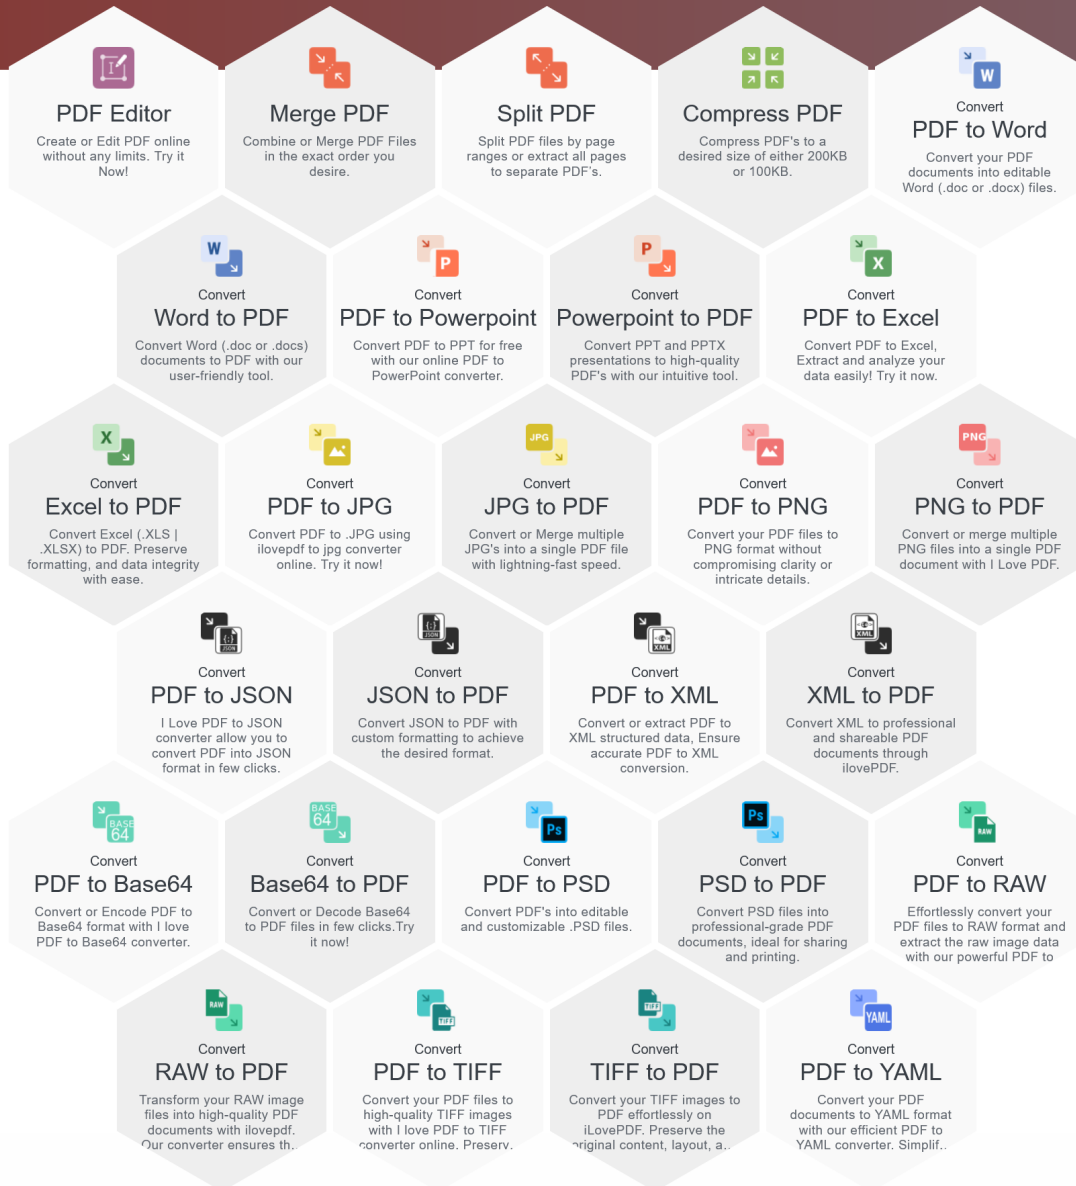 PDF Editor
Create or Edit PDF online
without any limits. Try it
Now!
Merge PDF
Combine or Merge PDF Files
in the exact order you
desire.
Split PDF
Split PDF files by page
ranges or extract all pages
to separate PDF's.
Compress PDF
Compress PDF's to a
desired size of either 200KB
or 100KB.
W
Convert
PDF to Word
Convert your PDF
documents into editable
Word (.doc or .docx) files.
W
Convert
Word to PDF
Convert Word (.doc or .docs)
documents to PDF with our
user-friendly tool.
P
Convert
PDF to Powerpoint
Convert PDF to PPT for free
with our online PDF to
PowerPoint converter.
P
Convert
Powerpoint to PDF
Convert PPT and PPTX
presentations to high-quality
PDF's with our intuitive tool.
X
Convert
PDF to Excel
Convert PDF to Excel,
Extract and analyze your
data easily! Try it now.
X
Convert
Excel to PDF
Convert Excel (.XLS |
.XLSX) to PDF. Preserve
formatting, and data integrity
with ease.
Convert
PDF to JPG
Convert PDF to .JPG using
ilovepdf to jpg converter
online. Try it now!
JPG
Convert
JPG to PDF
Convert or Merge multiple
JPG's into a single PDF file
with lightning-fast speed.
Convert
PDF to PNG
Convert your PDF files to
PNG format without
compromising clarity or
intricate details.
PNG
Convert
PNG to PDF
Convert or merge multiple
PNG files into a single PDF
document with I Love PDF.
JSON
Convert
PDF to JSON
I Love PDF to JSON
converter allow you to
convert PDF into JSON
format in few clicks.
JSON
Convert
JSON to PDF
Convert JSON to PDF with
custom formatting to achieve
the desired format.
XML
Convert
PDF to XML
Convert or extract PDF to
XML structured data, Ensure
accurate PDF to XML
conversion.
XML
Convert
XML to PDF
Convert XML to professional
and shareable PDF
documents through
ilovePDF.
BASE
64
Convert
PDF to Base64
Convert or Encode PDF to
Base64 format with I love
PDF to Base64 converter.
BASE
64
Convert
Base64 to PDF
Convert or Decode Base64
to PDF files in few clicks.Try
it now!
Ps
Convert
PDF to PSD
Convert PDF's into editable
and customizable .PSD files.
Ps
Convert
PSD to PDF
Convert PSD files into
professional-grade PDF
documents, ideal for sharing
and printing.
RAW
Convert
PDF to RAW
Effortlessly convert your
PDF files to RAW format and
extract the raw image data
with our powerful PDF to
RAW
Convert
RAW to PDF
Transform your RAW image
files into high-quality PDF
documents with ilovepdf.
Our converter ensures th...
TIFF
Convert
PDF to TIFF
Convert your PDF files to
high-quality TIFF images
with I love PDF to TIFF
converter online. Preserv..
TIFF
Convert
TIFF to PDF
Convert your TIFF images to
PDF effortlessly on
iLovePDF. Preserve the
original content, layout, a...
YAML
Convert
PDF to YAML
Convert your PDF
documents to YAML format
with our efficient PDF to
YAML converter. Simplif...